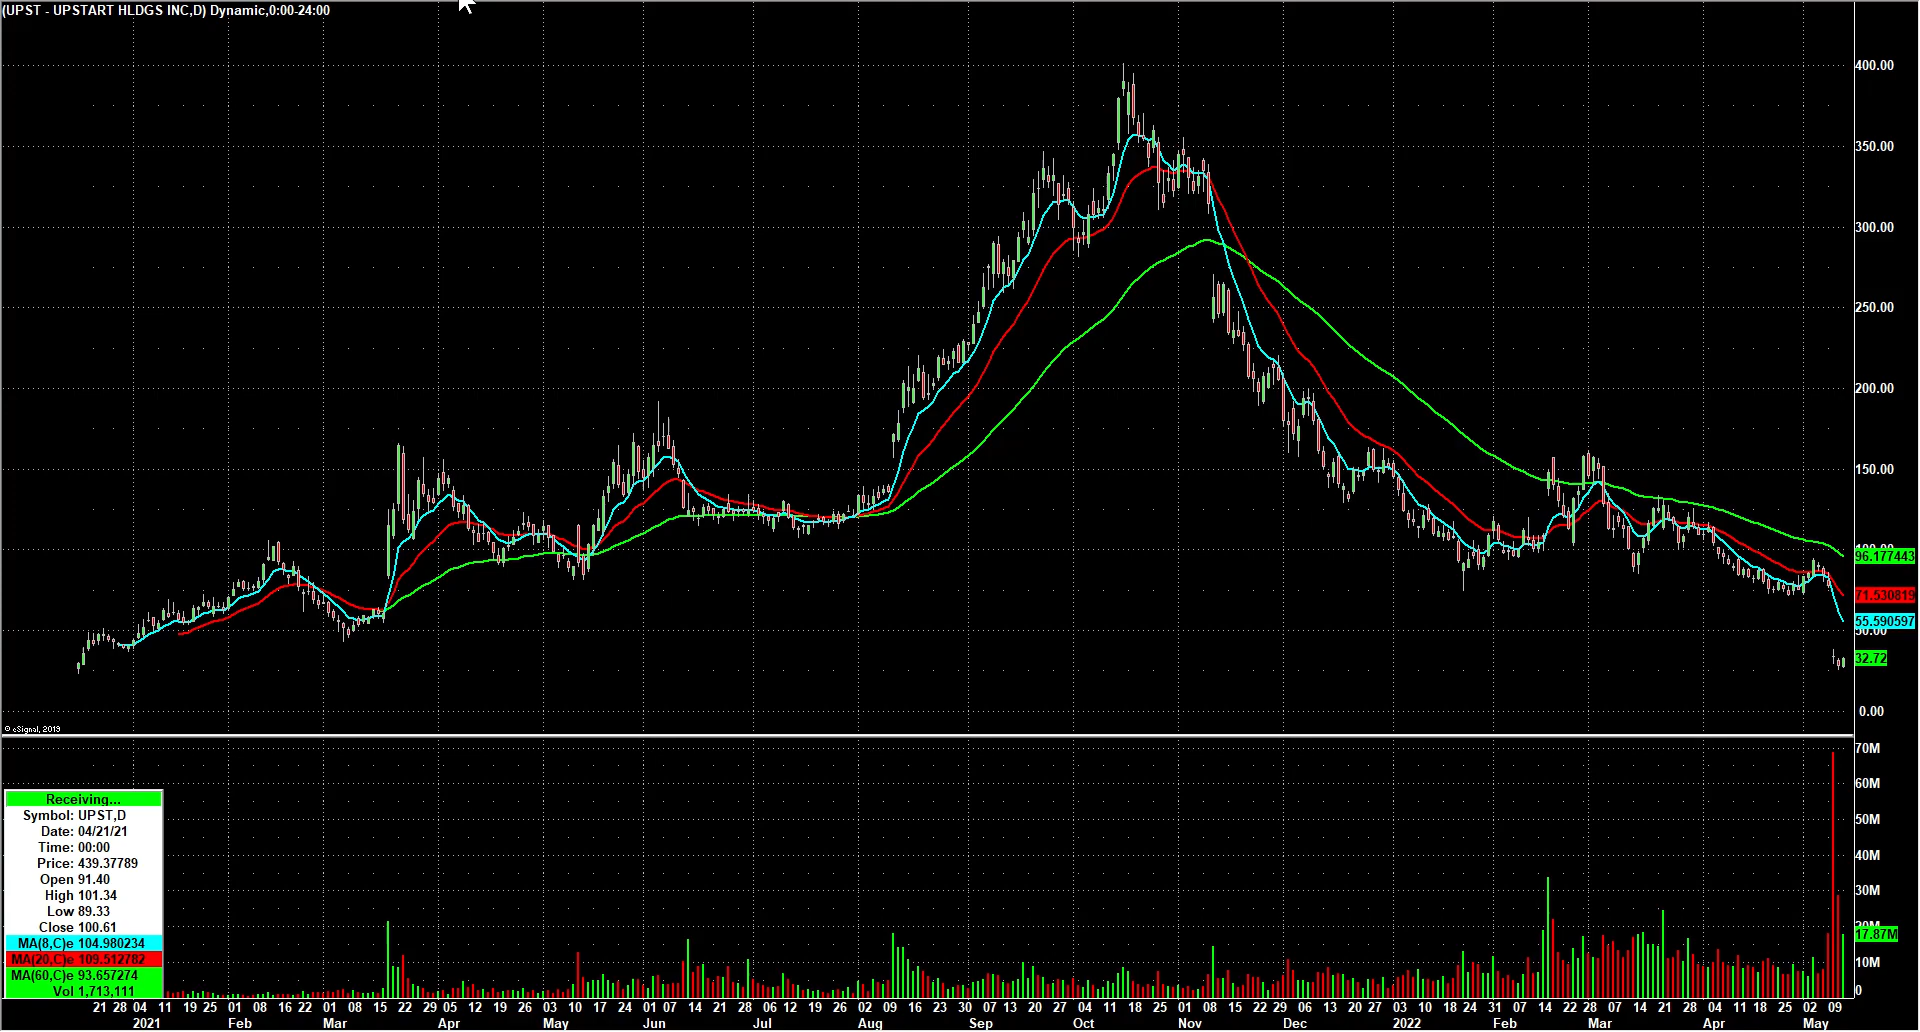 (UPST - UPSTART HLDGS INC,D) Dynamic,0:00-24:00
400.00
350.00
300.00
250.00
200.00
150.00
100.00
96.177443
71.530819
55.590597
50.00
32.72
0.00
© eSignal, 2019
70M
60M
50M
40M
30M
20M
17.87M
10M
0
Receiving...
Symbol: UPST,D
Date: 04/21/21
Time: 00:00
Price: 439.37789
Open 91.40
High 101.34
Low 89.33
Close 100.61
MA(8,C)e 104.980234
MA(20,C)e 109.512782
MA(60,C)e 93.657274
Vol 1,713,111
21 28 04 11 19 25 01 08 16 22 01 08 15 22 29 05 12 19 26 03 10 17 24 01 07 14 21 28 06 12 19 26 02 09 16 23 30 07 13 20 27 04 11 18 25 01 08 15 22 29 06 13 20 27 03 10 18 24 31 07 14 22 28 07 14 21 28 04 11 18 25 02 09
2021 Feb Mar Apr May Jun Jul Aug Sep Oct Nov Dec 2022 Feb Mar Apr May